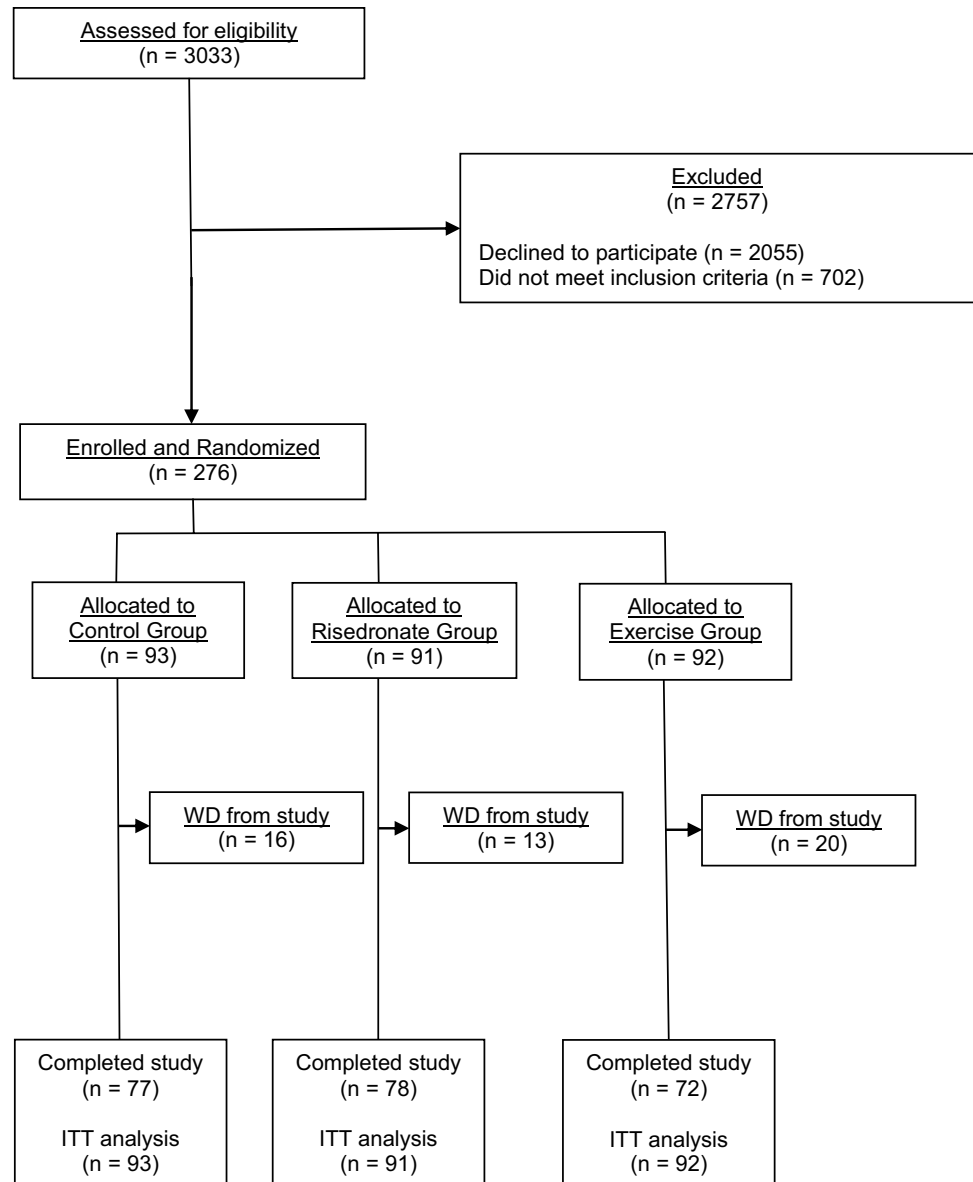 Assessed for eligibility
(n = 3033)
Excluded
(n = 2757)
Declined to participate (n = 2055)
Did not meet inclusion criteria (n = 702)
Enrolled and Randomized
(n = 276)
Allocated to
Control Group
(n = 93)
Allocated to
Risedronate Group
(n = 91)
Allocated to
Exercise Group
(n = 92)
WD from study
(n = 16)
WD from study
(n = 13)
WD from study
(n = 20)
Completed study
(n = 77)
ITT analysis
(n = 93)
Completed study
(n = 78)
ITT analysis
(n = 91)
Completed study
(n = 72)
ITT analysis
(n = 92)